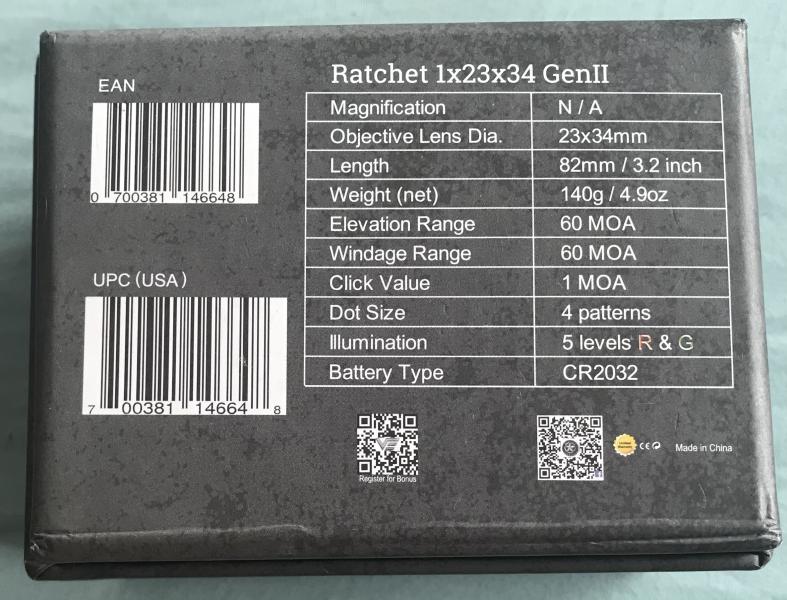 EAN
0 700381 146648
UPC (USA)
7 00381 14664 8
Ratchet 1x23x34 GenII
Magnification N / A
Objective Lens Dia. 23x34mm
Length 82mm / 3.2 inch
Weight (net) 140g / 4.9oz
Elevation Range 60 MOA
Windage Range 60 MOA
Click Value 1 MOA
Dot Size 4 patterns
Illumination 5 levels R & G
Battery Type CR2032
Register for Bonus
CE
Made in China